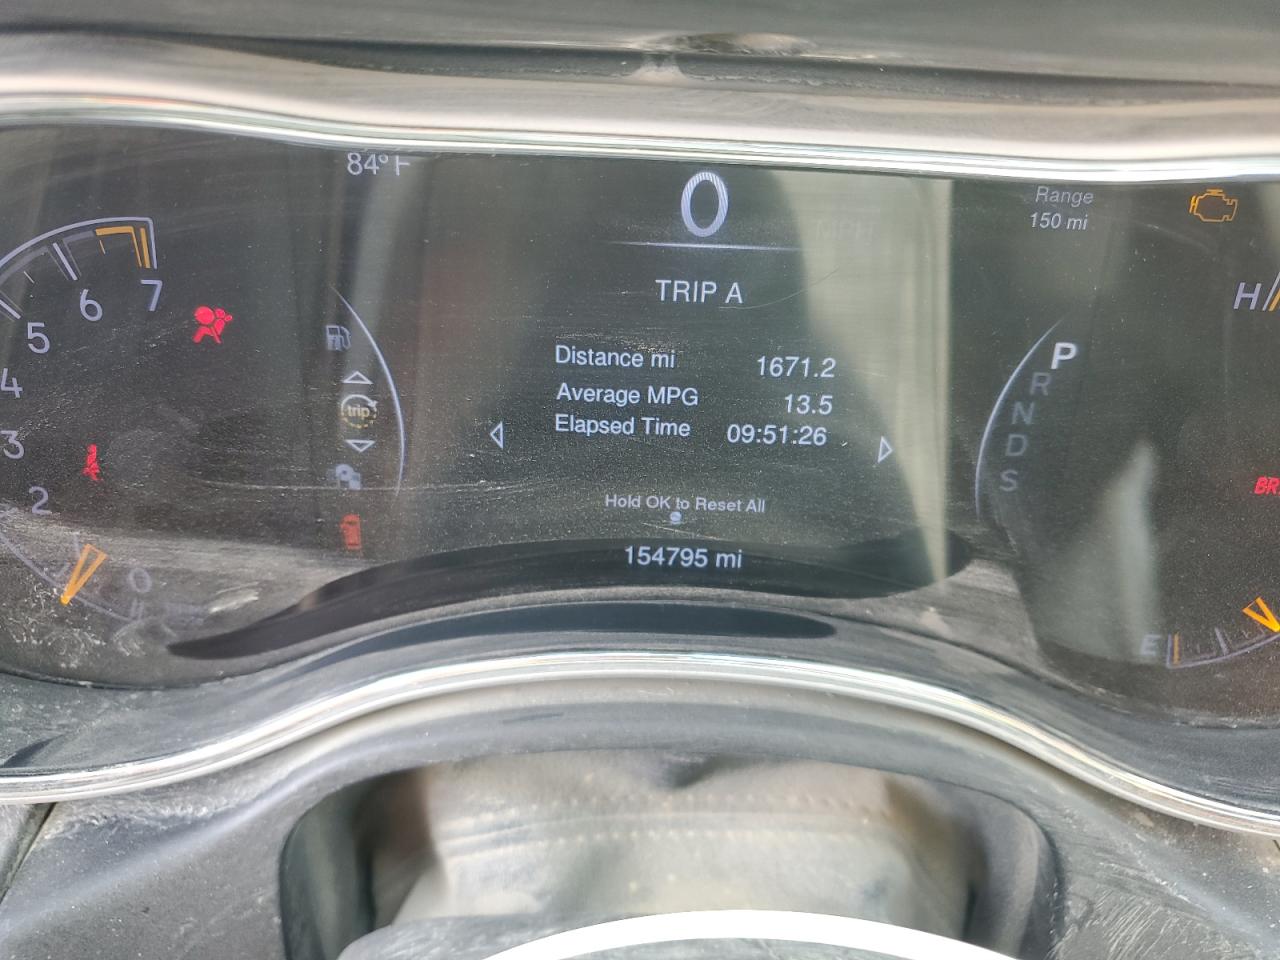 84°F
0
MPH
Range
150 mi
TRIP A
7
6
5
4
3
2
H
P
R
N
D
S
trip
Distance mi 1671.2
Average MPG 13.5
Elapsed Time 09:51:26
BR
Hold OK to Reset All
154795 mi
E